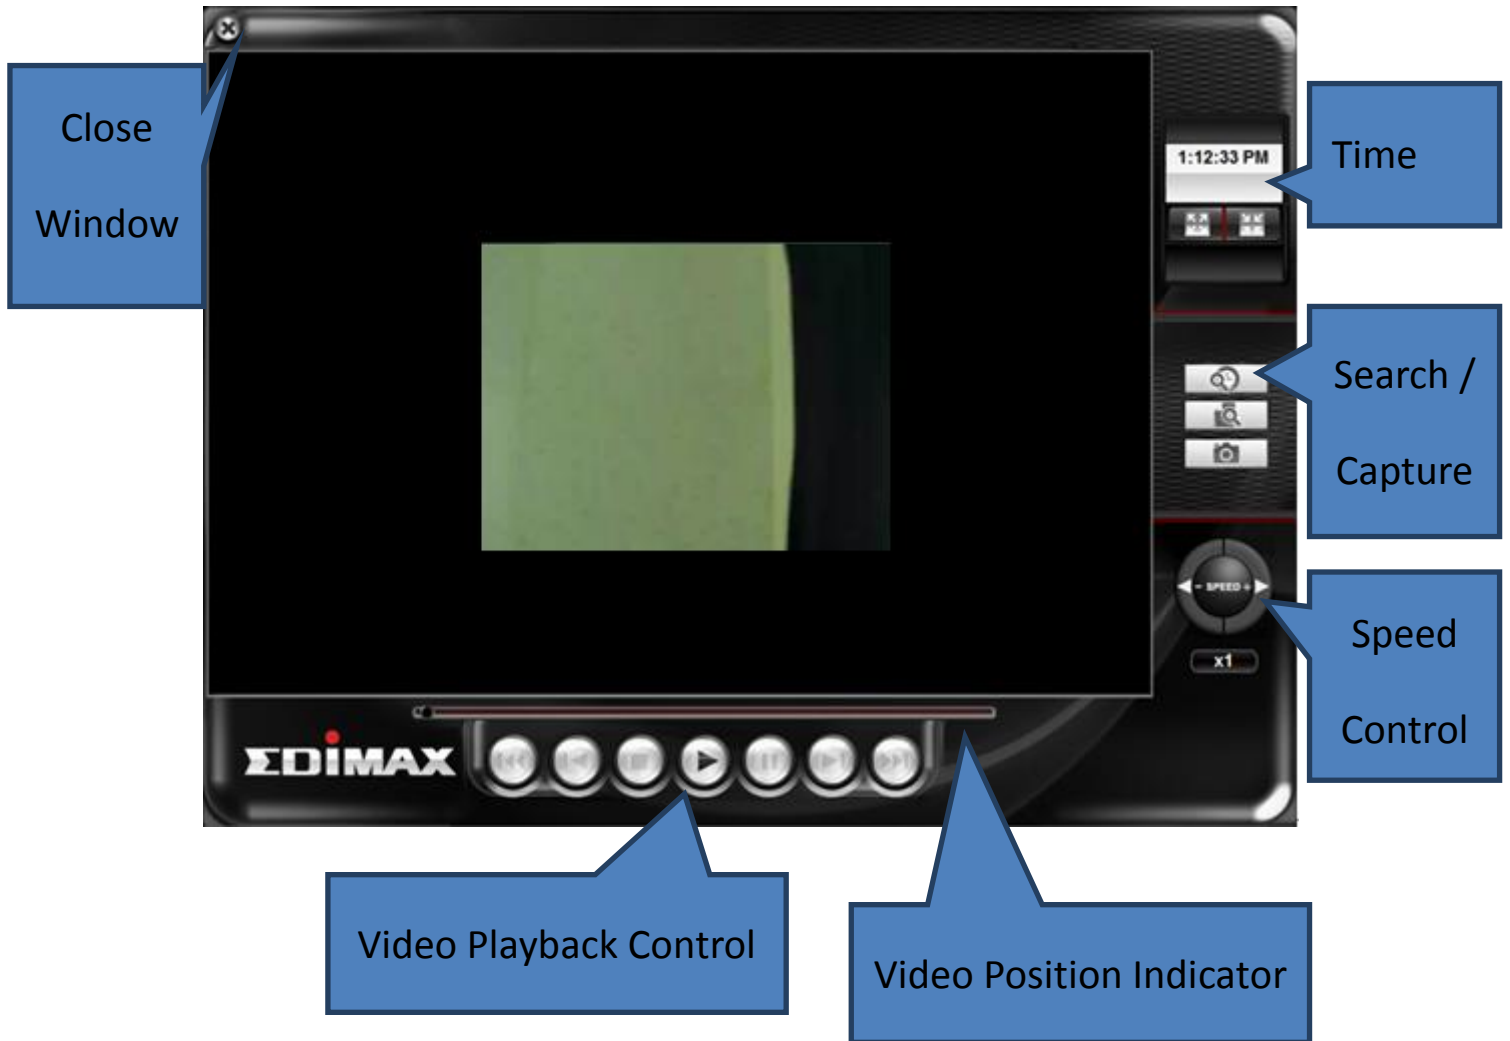 Close
Window
1:12:33 PM
Time
Search /
Capture
- SPEED +
x1
Speed
Control
EDIMAX
Video Playback Control
Video Position Indicator